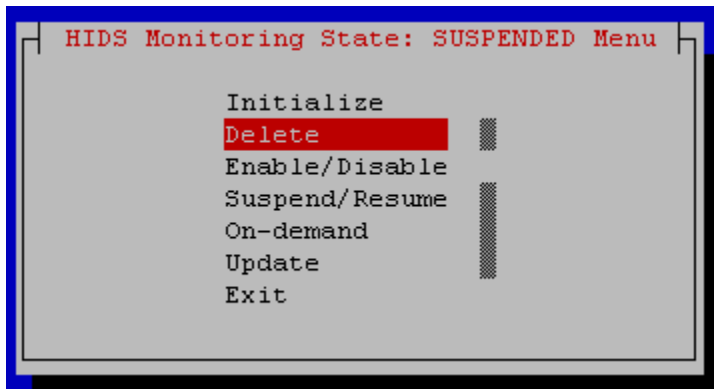 HIDS Monitoring State: SUSPENDED Menu
Initialize
Delete
Enable/Disable
Suspend/Resume
On-demand
Update
Exit